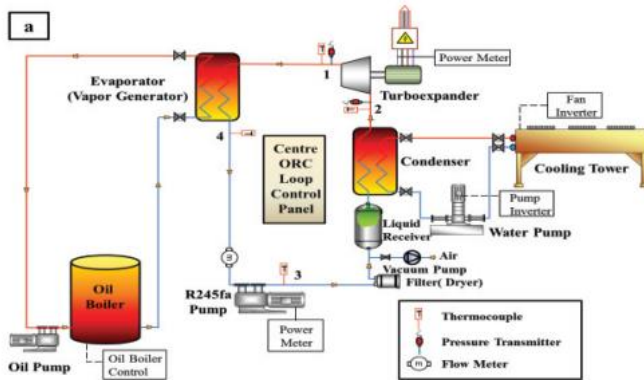 a
Evaporator
(Vapor Generator)
1
Power Meter
Turboexpander
2
Fan
Inverter
4
Centre
ORC
Loop
Control
Panel
Condenser
Cooling Tower
Liquid
Receiver
Pump
Inverter
Water Pump
Air
Vacuum Pump
Filter( Dryer)
3
R245fa
Pump
Power
Meter
Oil
Boiler
Oil Pump
Oil Boiler
Control
Thermocouple
Pressure Transmitter
Flow Meter